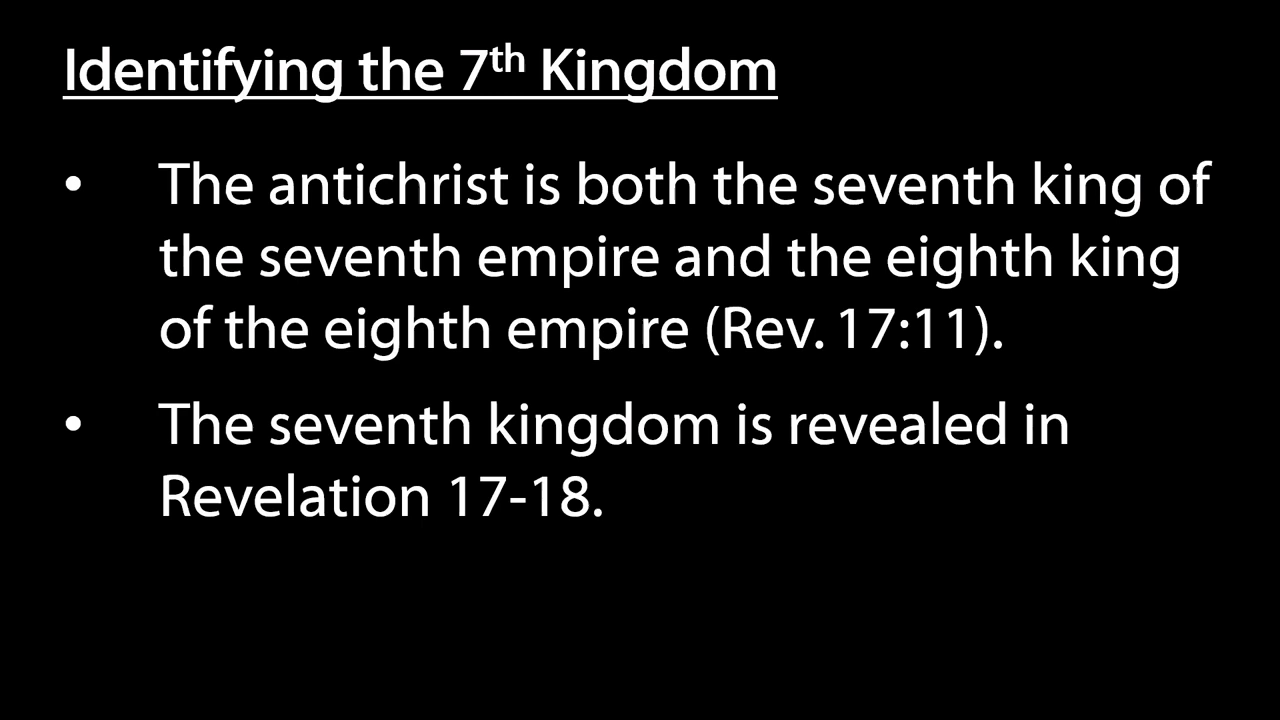 Identifying the 7th Kingdom
• The antichrist is both the seventh king of
the seventh empire and the eighth king
of the eighth empire (Rev. 17:11).
• The seventh kingdom is revealed in
Revelation 17-18.